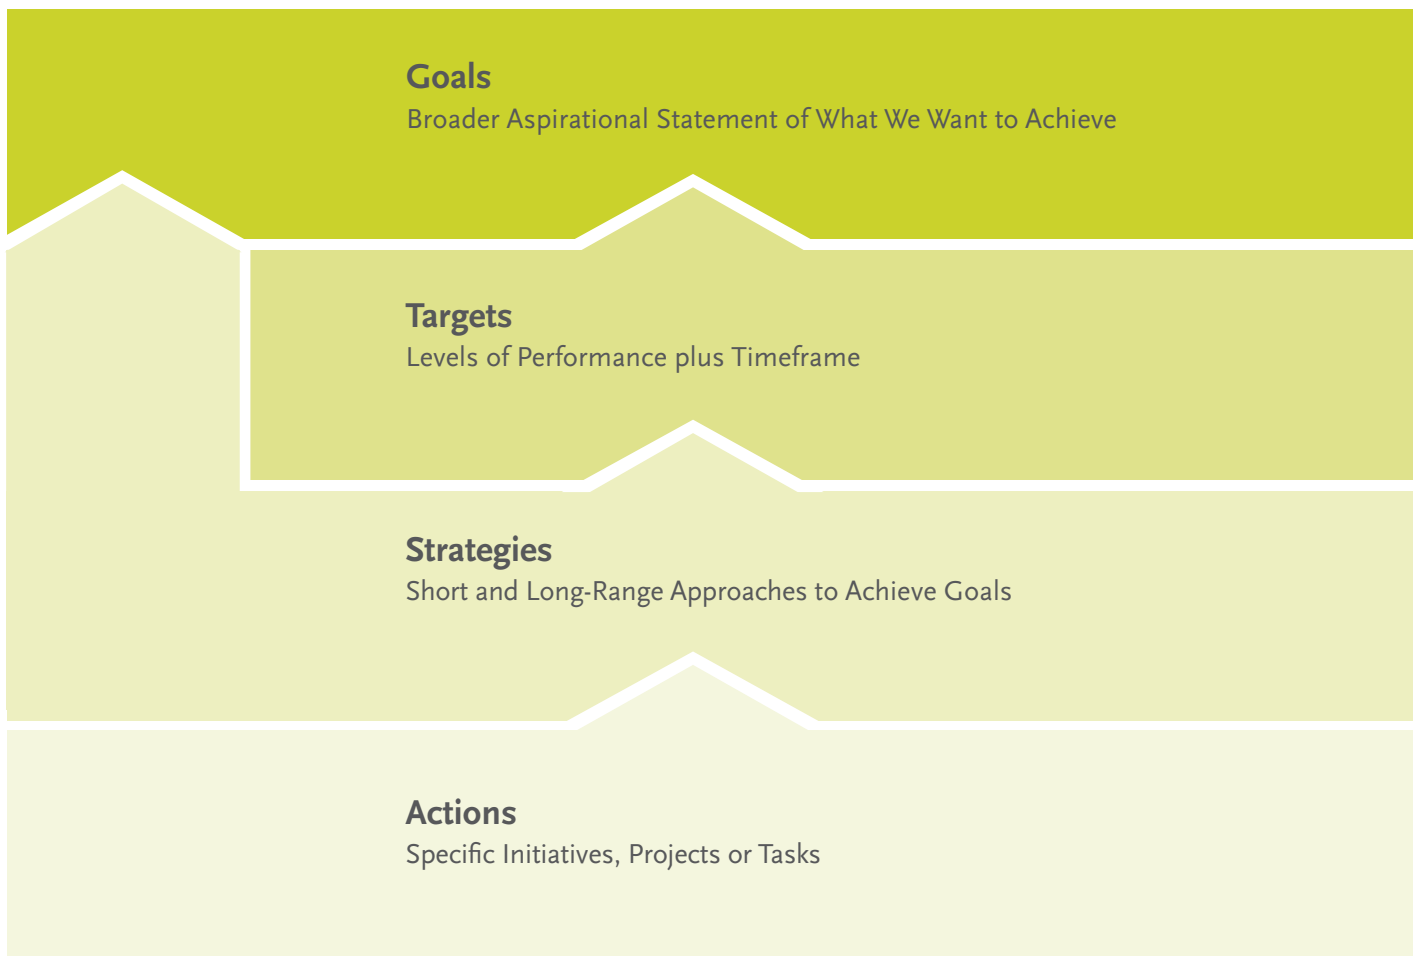 Goals
Broader Aspirational Statement of What We Want to Achieve
Targets
Levels of Performance plus Timeframe
Strategies
Short and Long-Range Approaches to Achieve Goals
Actions
Specific Initiatives, Projects or Tasks